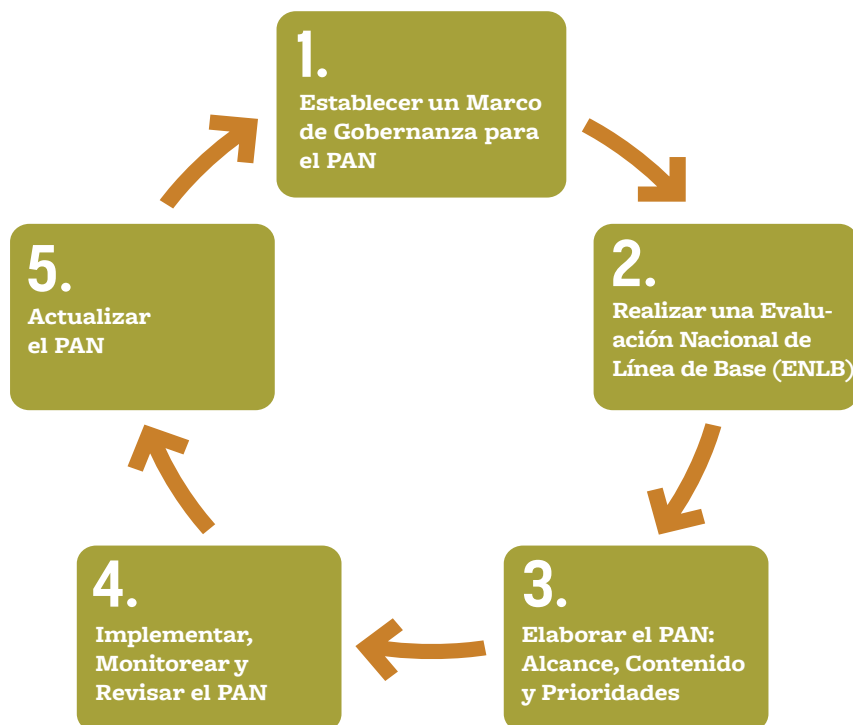 1.
Establecer un Marco
de Gobernanza para
el PAN
2.
Realizar una Evalu-
ación Nacional de
Línea de Base (ENLB)
3.
Elaborar el PAN:
Alcance, Contenido
y Prioridades
4.
Implementar,
Monitorear y
Revisar el PAN
5.
Actualizar
el PAN